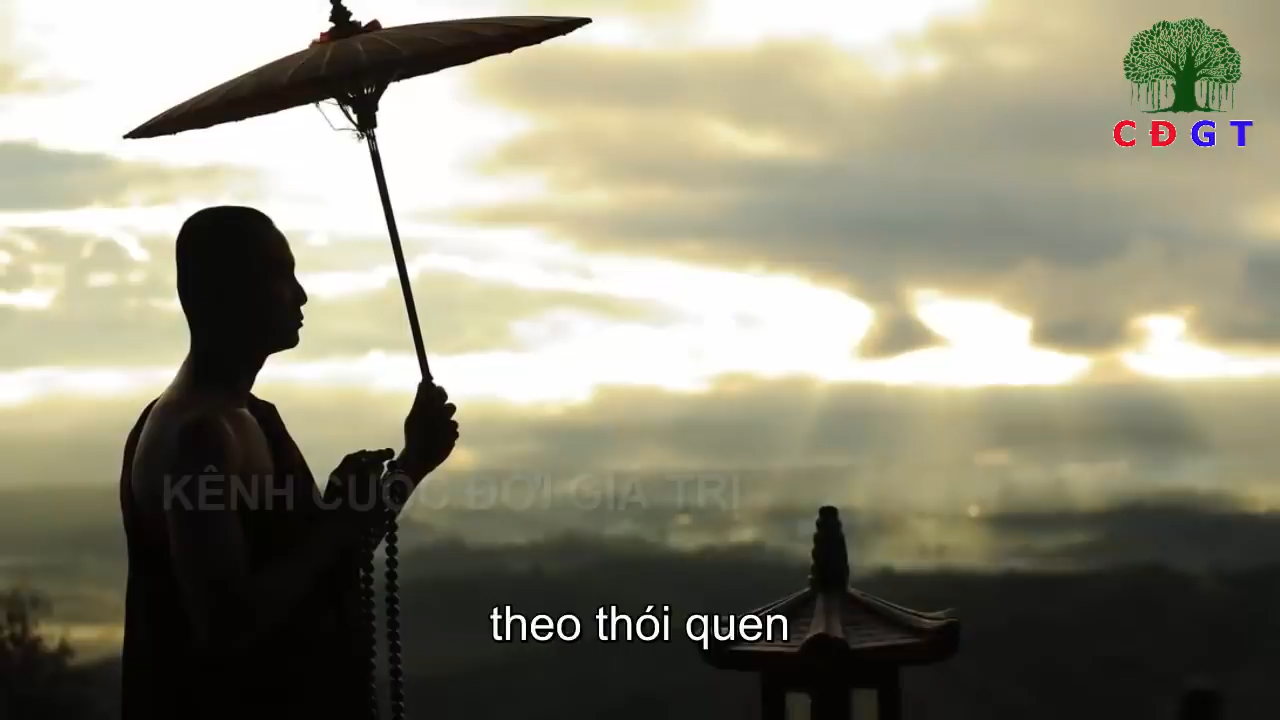 CĐGT
KÊNH CUỘC ĐỜI GIÁ TRỊ
theo thói quen